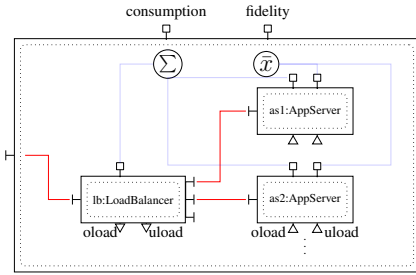 consumption fidelity
∑ x̄
as1:AppServer
lb:LoadBalancer as2:AppServer
oload uload oload uload